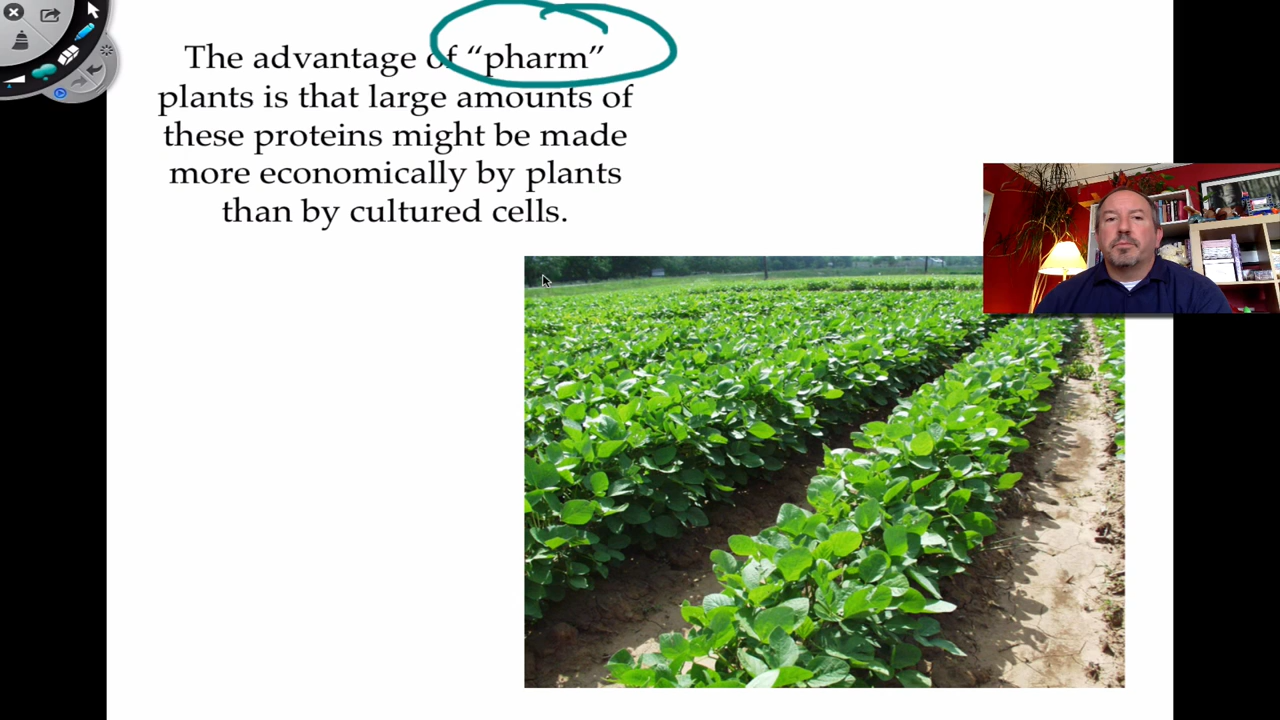 The advantage of “pharm”
plants is that large amounts of
these proteins might be made
more economically by plants
than by cultured cells.